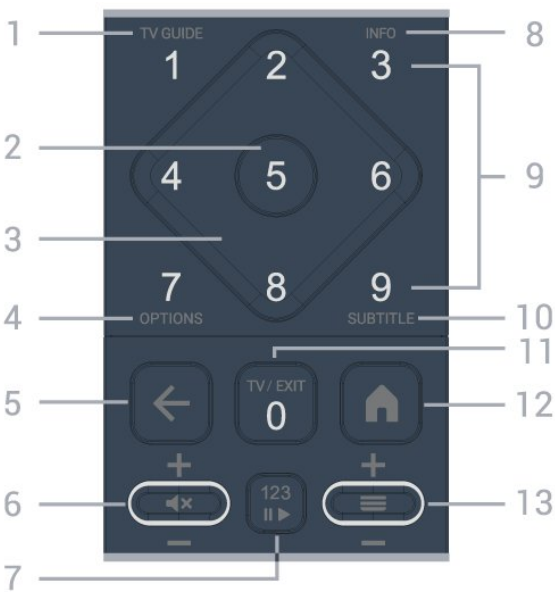 1 TV GUIDE INFO 8
1 2 3
2
4 5 6 9
3
7 8 9
4 OPTIONS SUBTITLE 10
11
TV / EXIT
5 0 12
+ +
6 13
123
− −
7